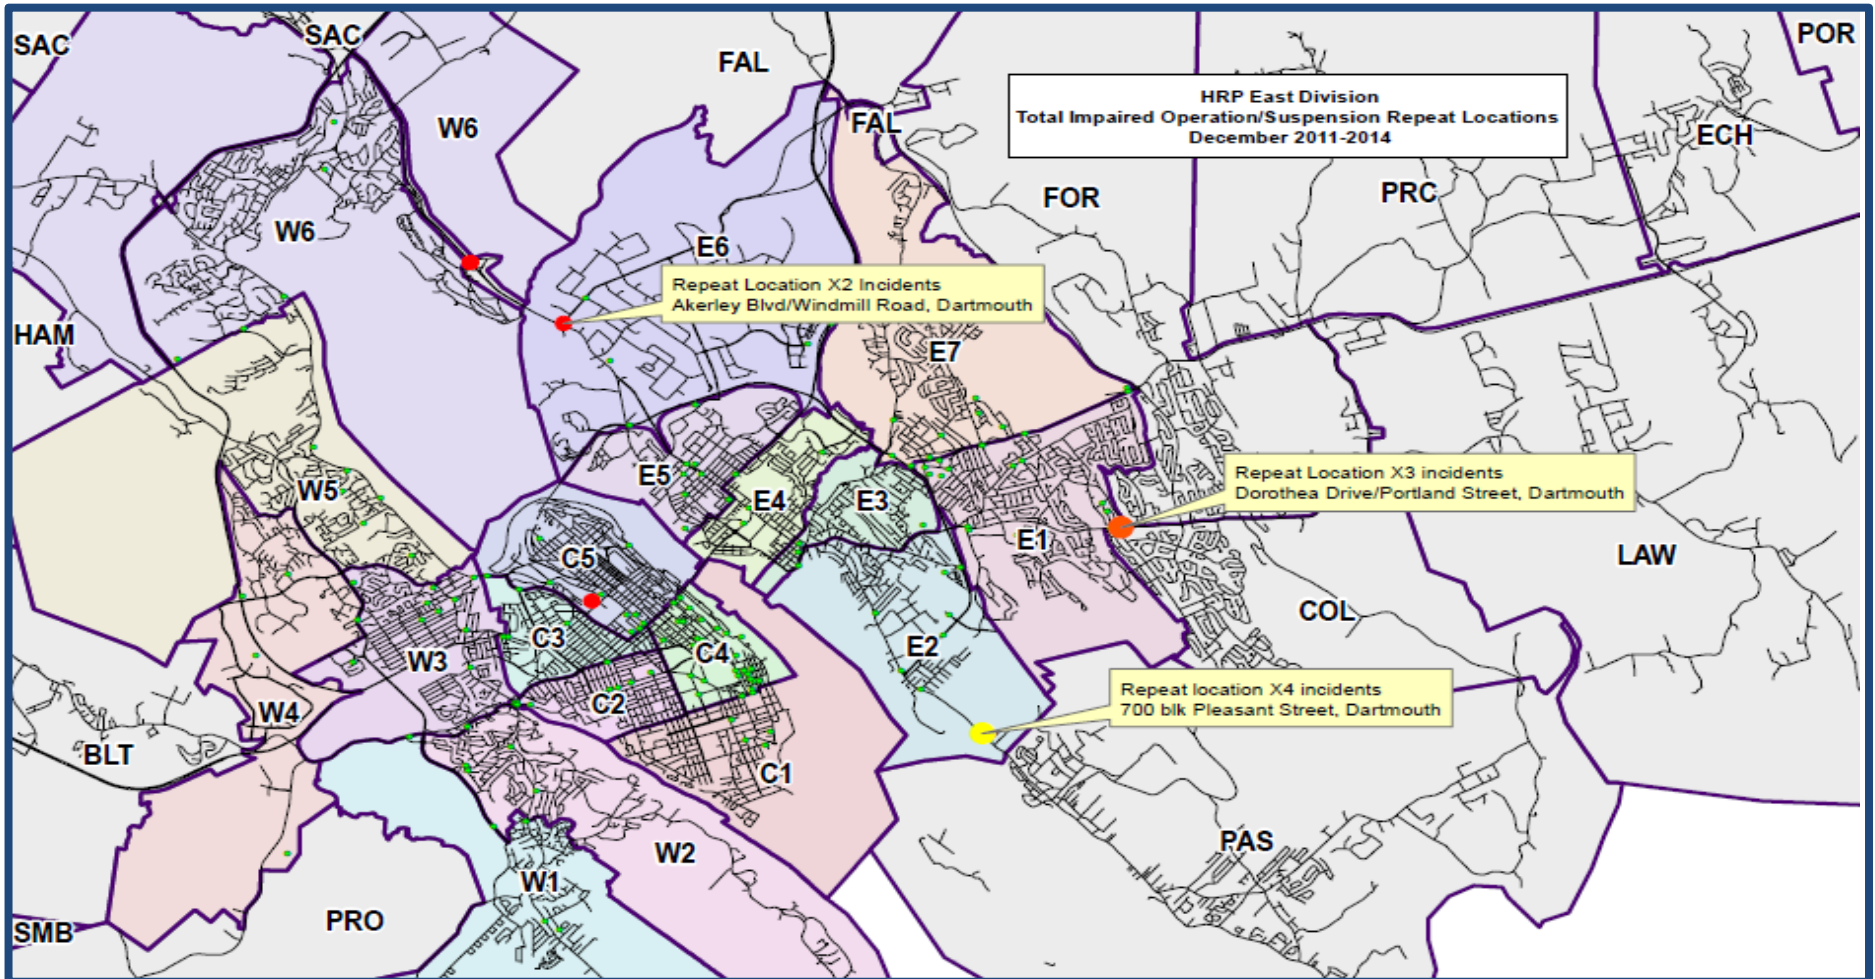 SAC
SAC
FAL
POR
HRP East Division
Total Impaired Operation/Suspension Repeat Locations
December 2011-2014
W6
FAL
ECH
FOR
PRC
W6
E6
Repeat Location X2 Incidents
Akerley Blvd/Windmill Road, Dartmouth
HAM
E7
Repeat Location X3 incidents
Dorothea Drive/Portland Street, Dartmouth
W5
E5
E4
E3
E1
C5
LAW
COL
C3
W3
C4
E2
Repeat location X4 incidents
700 blk Pleasant Street, Dartmouth
C2
W4
BLT
C1
PAS
W2
W1
PRO
SMB